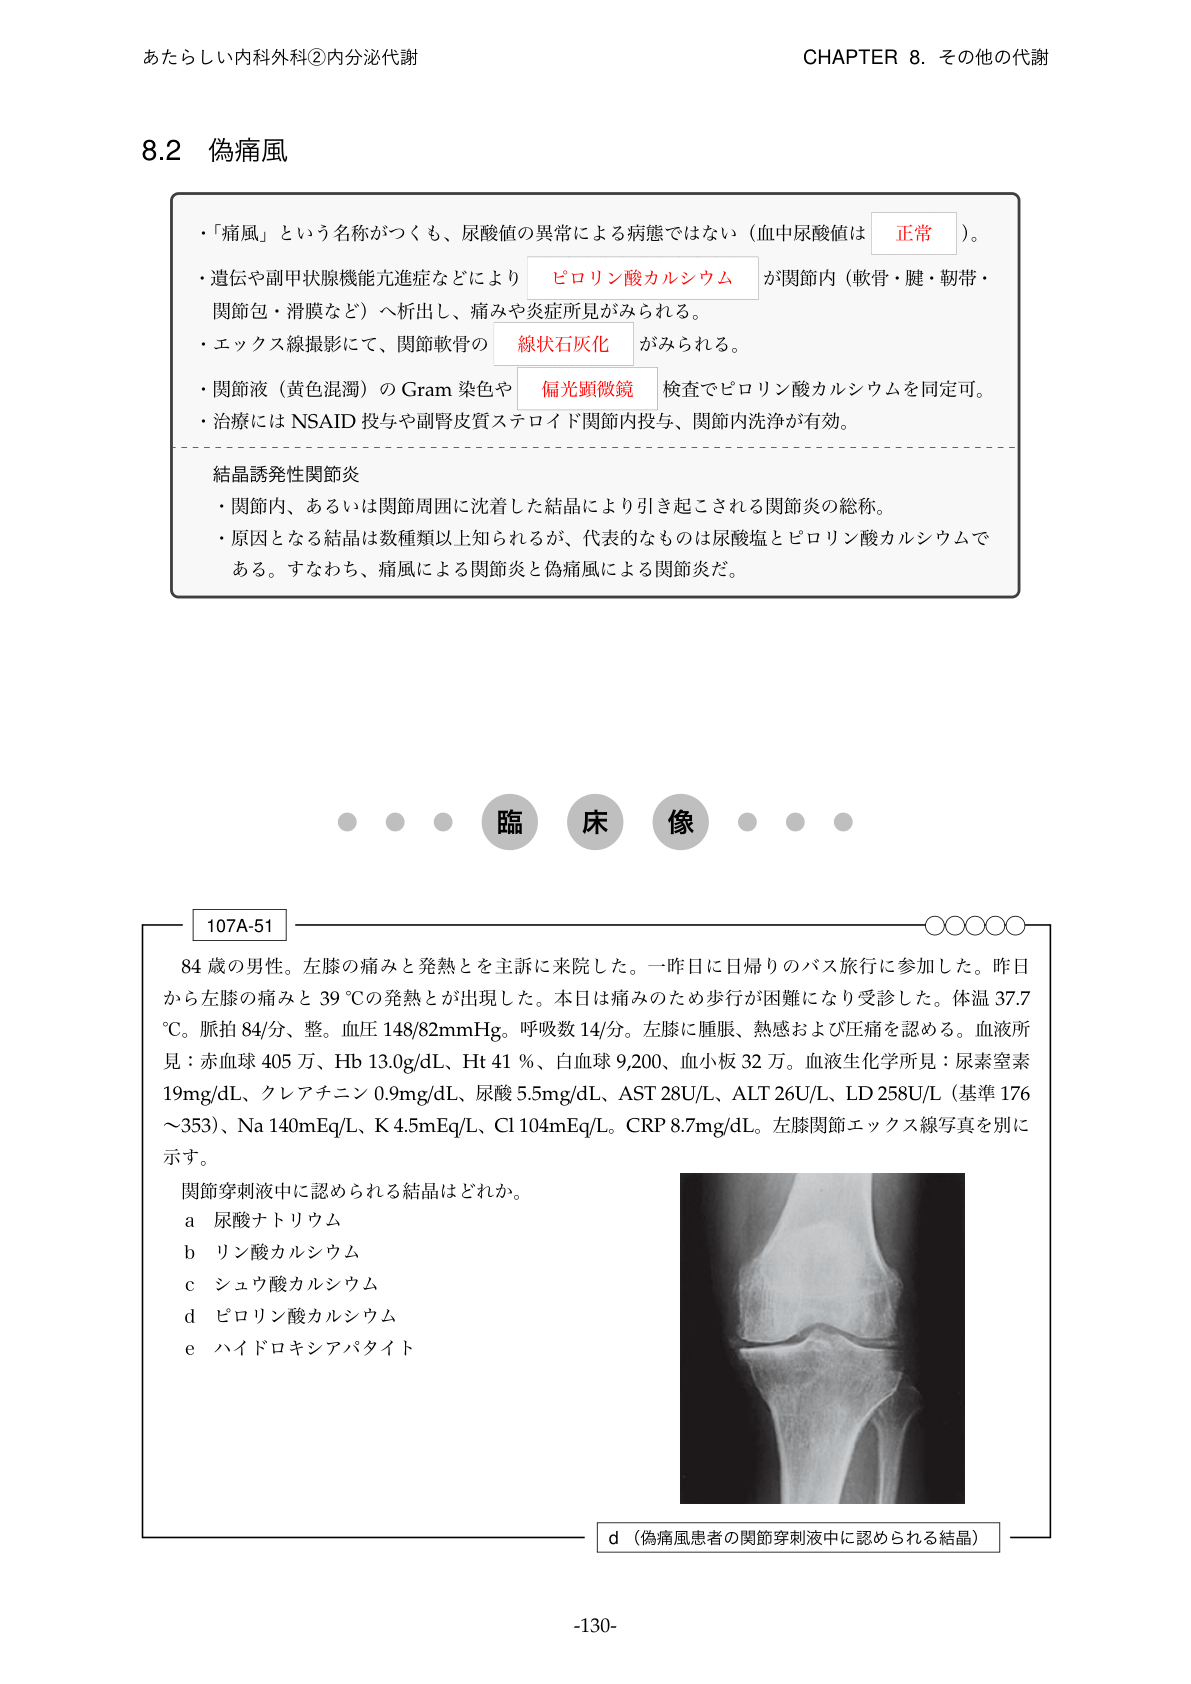 あたらしい内科外科②内分泌代謝
CHAPTER 8. その他の代謝
8.2 偽痛風
・「痛風」という名称がつくも、尿酸値の異常による病態ではない（血中尿酸値は 正常 ）。
・遺伝や副甲状腺機能亢進症などにより ピロリン酸カルシウム が関節内（軟骨・腱・靭帯・
関節包・滑膜など）へ析出し、痛みや炎症所見がみられる。
・エックス線撮影にて、関節軟骨の 線状石灰化 がみられる。
・関節液（黄色混濁）の Gram 染色や 偏光顕微鏡 検査でピロリン酸カルシウムを同定可。
・治療には NSAID 投与や副腎皮質ステロイド関節内投与、関節内洗浄が有効。
結晶誘発性関節炎
・関節内、あるいは関節周囲に沈着した結晶により引き起こされる関節炎の総称。
・原因となる結晶は数種類以上知られるが、代表的なものは尿酸塩とピロリン酸カルシウムで
ある。すなわち、痛風による関節炎と偽痛風による関節炎だ。
臨床像
107A-51
84 歳の男性。左膝の痛みと発熱とを主訴に来院した。一昨日に日帰りのバス旅行に参加した。昨日
から左膝の痛みと 39 ℃の発熱とが出現した。本日は痛みのため歩行が困難になり受診した。体温 37.7
℃。脈拍 84/分、整。血圧 148/82mmHg。呼吸数 14/分。左膝に腫脹、熱感および圧痛を認める。血液所
見：赤血球 405 万、Hb 13.0g/dL、Ht 41 %、白血球 9,200、血小板 32 万。血液生化学所見：尿素窒素
19mg/dL、クレアチニン 0.9mg/dL、尿酸 5.5mg/dL、AST 28U/L、ALT 26U/L、LD 258U/L（基準 176
～353）、Na 140mEq/L、K 4.5mEq/L、Cl 104mEq/L。CRP 8.7mg/dL。左膝関節エックス線写真を別に
示す。
関節穿刺液中に認められる結晶はどれか。
a 尿酸ナトリウム
b リン酸カルシウム
c シュウ酸カルシウム
d ピロリン酸カルシウム
e ハイドロキシアパタイト
d （偽痛風患者の関節穿刺液中に認められる結晶）
-130-